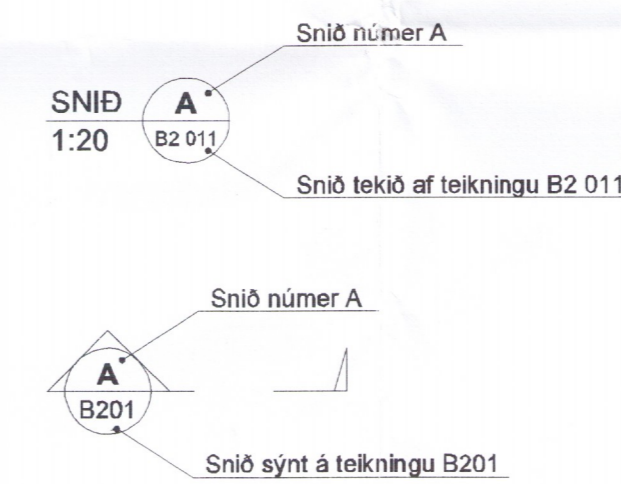 Snið númer A
SNIÐ
A
1:20
B2 011
Snið tekið af teikningu B2 011
Snið númer A
A
B201
Snið sýnt á teikningu B201